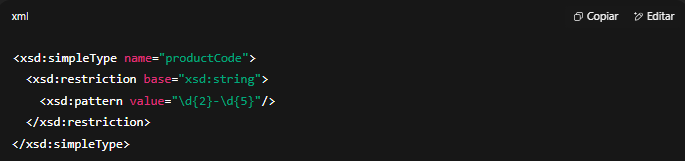 xml Copiar Editar
<xsd:simpleType name="productCode">
  <xsd:restriction base="xsd:string">
    <xsd:pattern value="\d{2}-\d{5}"/>
  </xsd:restriction>
</xsd:simpleType>